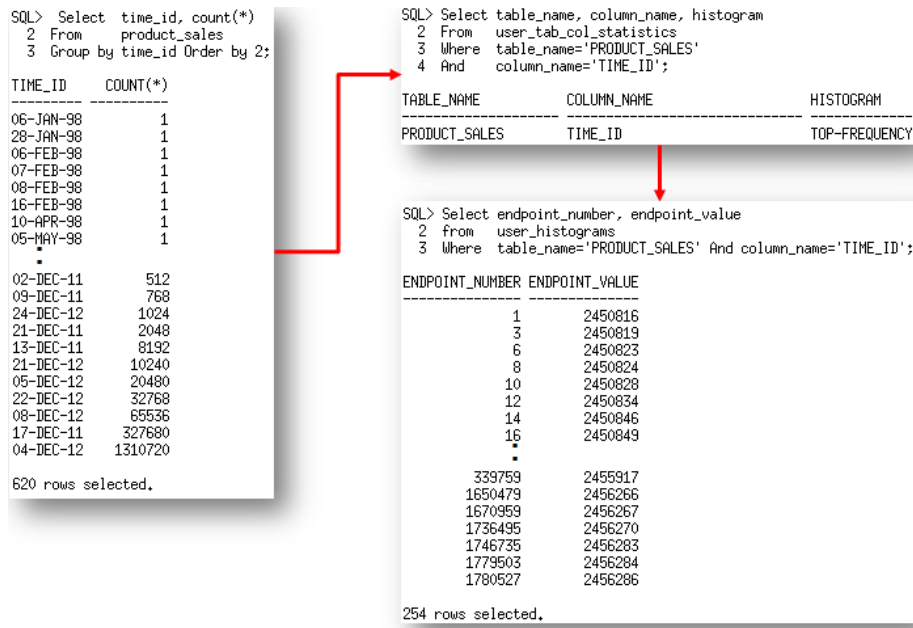 SQL> Select time_id, count(*)
2 From product_sales
3 Group by time_id Order by 2;
TIME_ID COUNT(*)
--------- ----------
06-JAN-98 1
28-JAN-98 1
06-FEB-98 1
07-FEB-98 1
08-FEB-98 1
16-FEB-98 1
10-APR-98 1
05-MAY-98 1
02-DEC-11 512
09-DEC-11 768
24-DEC-12 1024
21-DEC-11 2048
13-DEC-11 8192
21-DEC-12 10240
05-DEC-12 20480
22-DEC-12 32768
08-DEC-12 65536
17-DEC-11 327680
04-DEC-12 1310720
620 rows selected.
SQL> Select table_name, column_name, histogram
2 From user_tab_col_statistics
3 Where table_name='PRODUCT_SALES'
4 And column_name='TIME_ID';
TABLE_NAME COLUMN_NAME HISTOGRAM
-------------------- ------------------------------ -------------
PRODUCT_SALES TIME_ID TOP-FREQUENCY
SQL> Select endpoint_number, endpoint_value
2 from user_histograms
3 Where table_name='PRODUCT_SALES' And column_name='TIME_ID';
ENDPOINT_NUMBER ENDPOINT_VALUE
--------------- --------------
1 2450816
3 2450819
6 2450823
8 2450824
10 2450828
12 2450834
14 2450846
16 2450849
339759 2455917
1650479 2456266
1670959 2456267
1736495 2456270
1746735 2456283
1779503 2456284
1780527 2456286
254 rows selected.